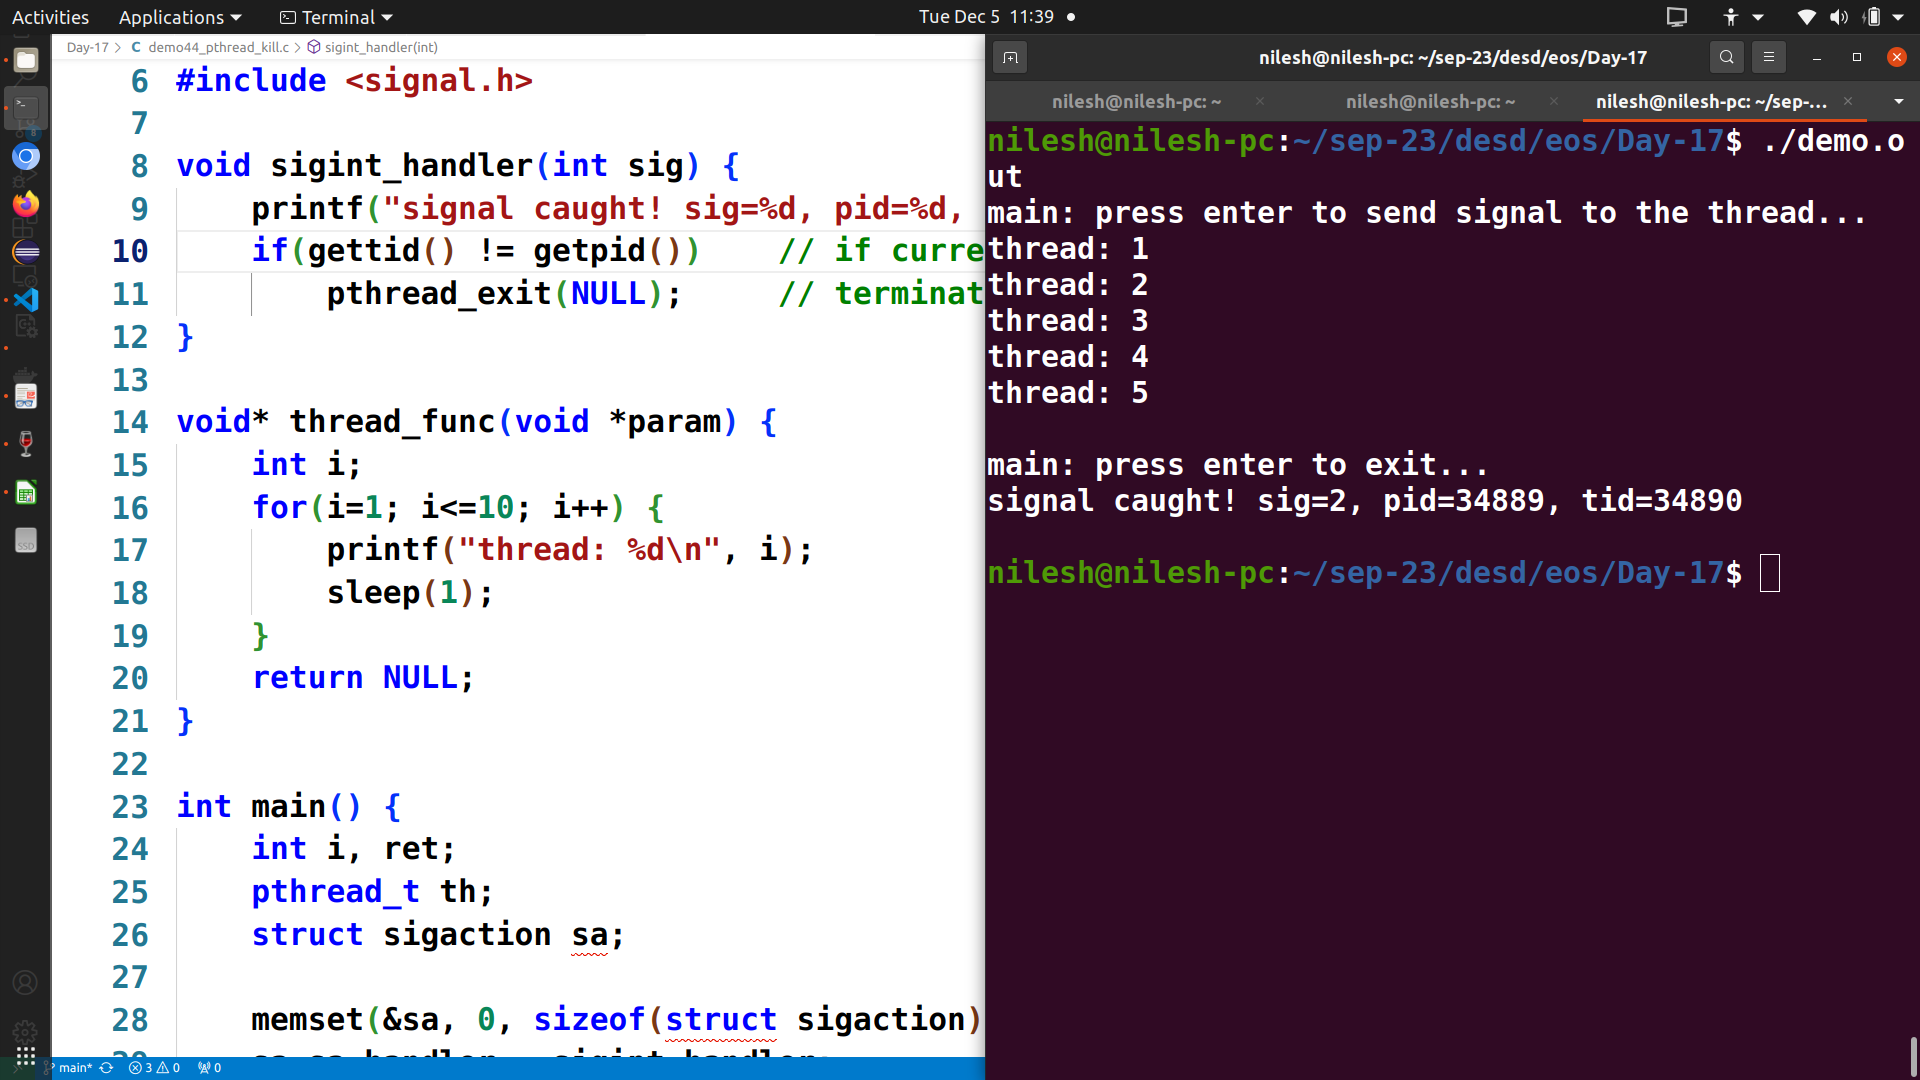 Activities Applications Terminal Tue Dec 5 11:39
Day-17 > C demo44_pthread_kill.c > sigint_handler(int)
6 #include <signal.h>
7
8 void sigint_handler(int sig) {
9 printf("signal caught! sig=%d, pid=%d,
10 if(gettid() != getpid()) // if curre
11 pthread_exit(NULL); // terminat
12 }
13
14 void* thread_func(void *param) {
15 int i;
16 for(i=1; i<=10; i++) {
17 printf("thread: %d\n", i);
18 sleep(1);
19 }
20 return NULL;
21 }
22
23 int main() {
24 int i, ret;
25 pthread_t th;
26 struct sigaction sa;
27
28 memset(&sa, 0, sizeof(struct sigaction)
main* 3 0 0
nilesh@nilesh-pc: ~/sep-23/desd/eos/Day-17
nilesh@nilesh-pc: ~ nilesh@nilesh-pc: ~ nilesh@nilesh-pc: ~/sep-...
nilesh@nilesh-pc:~/sep-23/desd/eos/Day-17$ ./demo.o
ut
main: press enter to send signal to the thread...
thread: 1
thread: 2
thread: 3
thread: 4
thread: 5
main: press enter to exit...
signal caught! sig=2, pid=34889, tid=34890
nilesh@nilesh-pc:~/sep-23/desd/eos/Day-17$